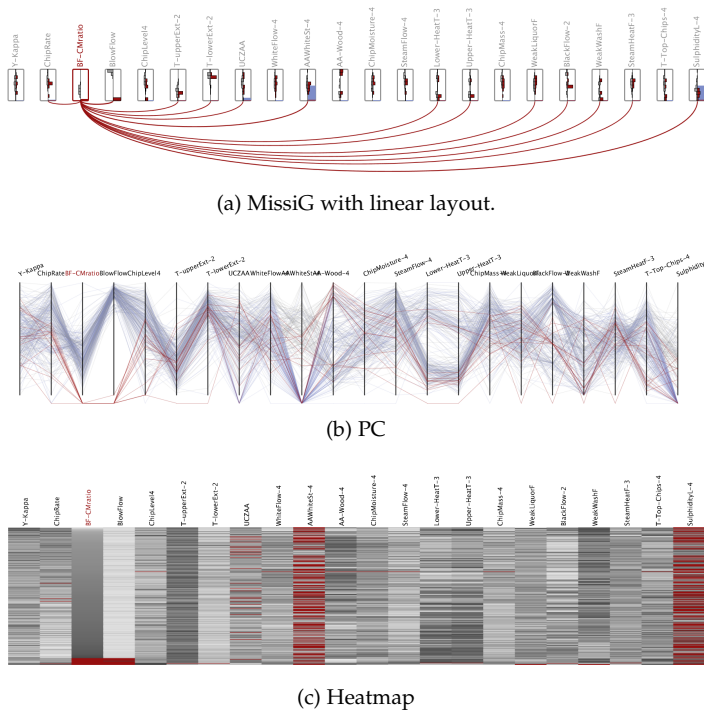 Y-Kappa
ChipRate
BF-CMratio
BlowFlow
ChipLevel4
T-upperExt-2
T-lowerExt-2
UCZAA
WhiteFlow-4
AAWhiteSt-4
AA-Wood-4
ChipMoisture-4
SteamFlow-4
Lower-HeatT-3
Upper-HeatT-3
ChipMass-4
WeakLiquorF
BlackFlow-2
WeakWashF
SteamHeatF-3
T-Top-Chips-4
SulphidityL-4
(a) MissiG with linear layout.
Y-Kappa
ChipRate
BF-CMratio
BlowFlow
ChipLevel4
T-upperExt-2
T-lowerExt-2
UCZAA
WhiteFlow-4
AAWhiteSt-4
AA-Wood-4
ChipMoisture-4
SteamFlow-4
Lower-HeatT-3
Upper-HeatT-3
ChipMass-4
WeakLiquorF
BlackFlow-2
WeakWashF
SteamHeatF-3
T-Top-Chips-4
Sulphidity
(b) PC
Y-Kappa
ChipRate
BF-CMratio
BlowFlow
ChipLevel4
T-upperExt-2
T-lowerExt-2
UCZAA
WhiteFlow-4
AAWhiteSt-4
AA-Wood-4
ChipMoisture-4
SteamFlow-4
Lower-HeatT-3
Upper-HeatT-3
ChipMass-4
WeakLiquorF
BlackFlow-2
WeakWashF
SteamHeatF-3
T-Top-Chips-4
SulphidityL-4
(c) Heatmap